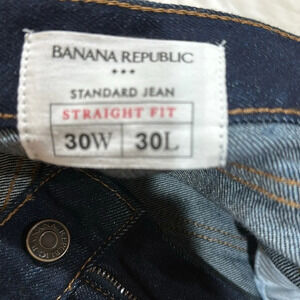 BANANA REPUBLIC
STANDARD JEAN
STRAIGHT FIT
30W 30L